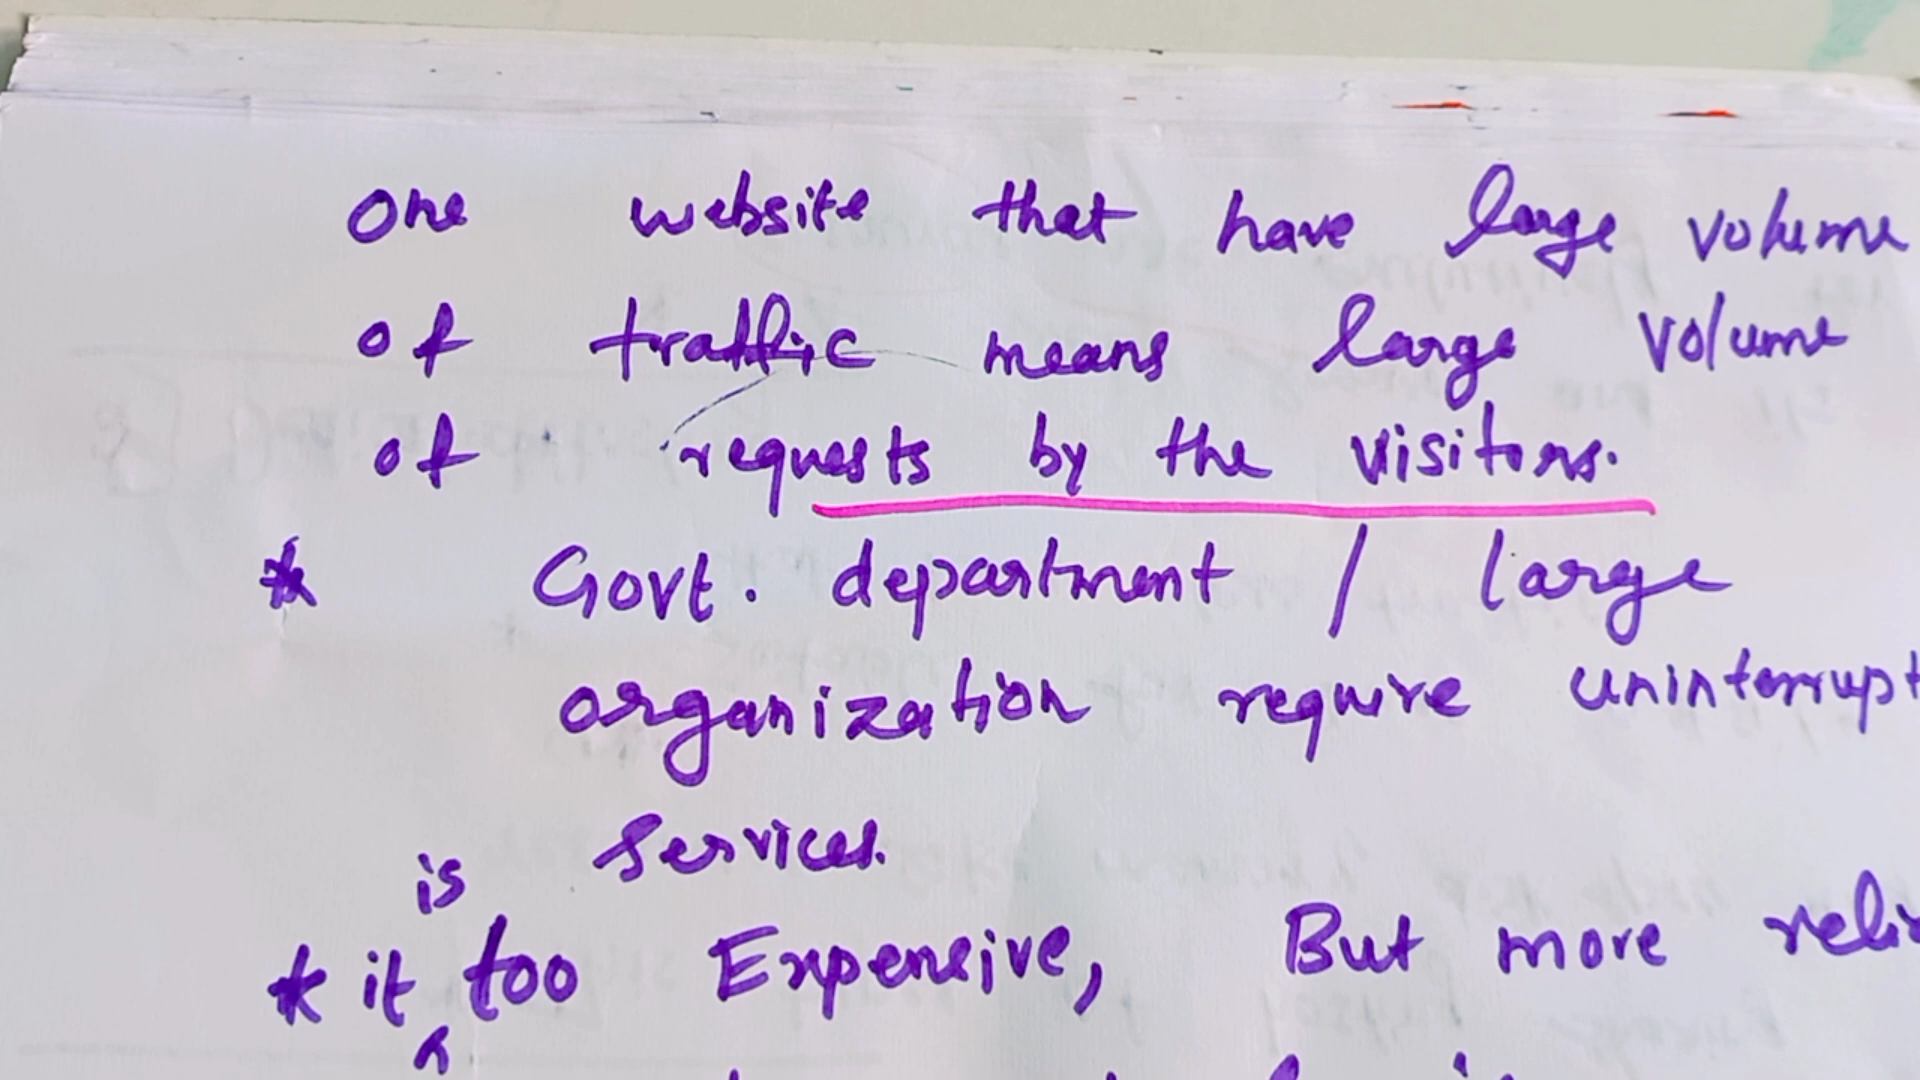 One website that have large volume
of traffic means large volume
of requests by the visitors.
* Govt. department / large
organization require uninterrupt
services.
* it is too Expensive, But more